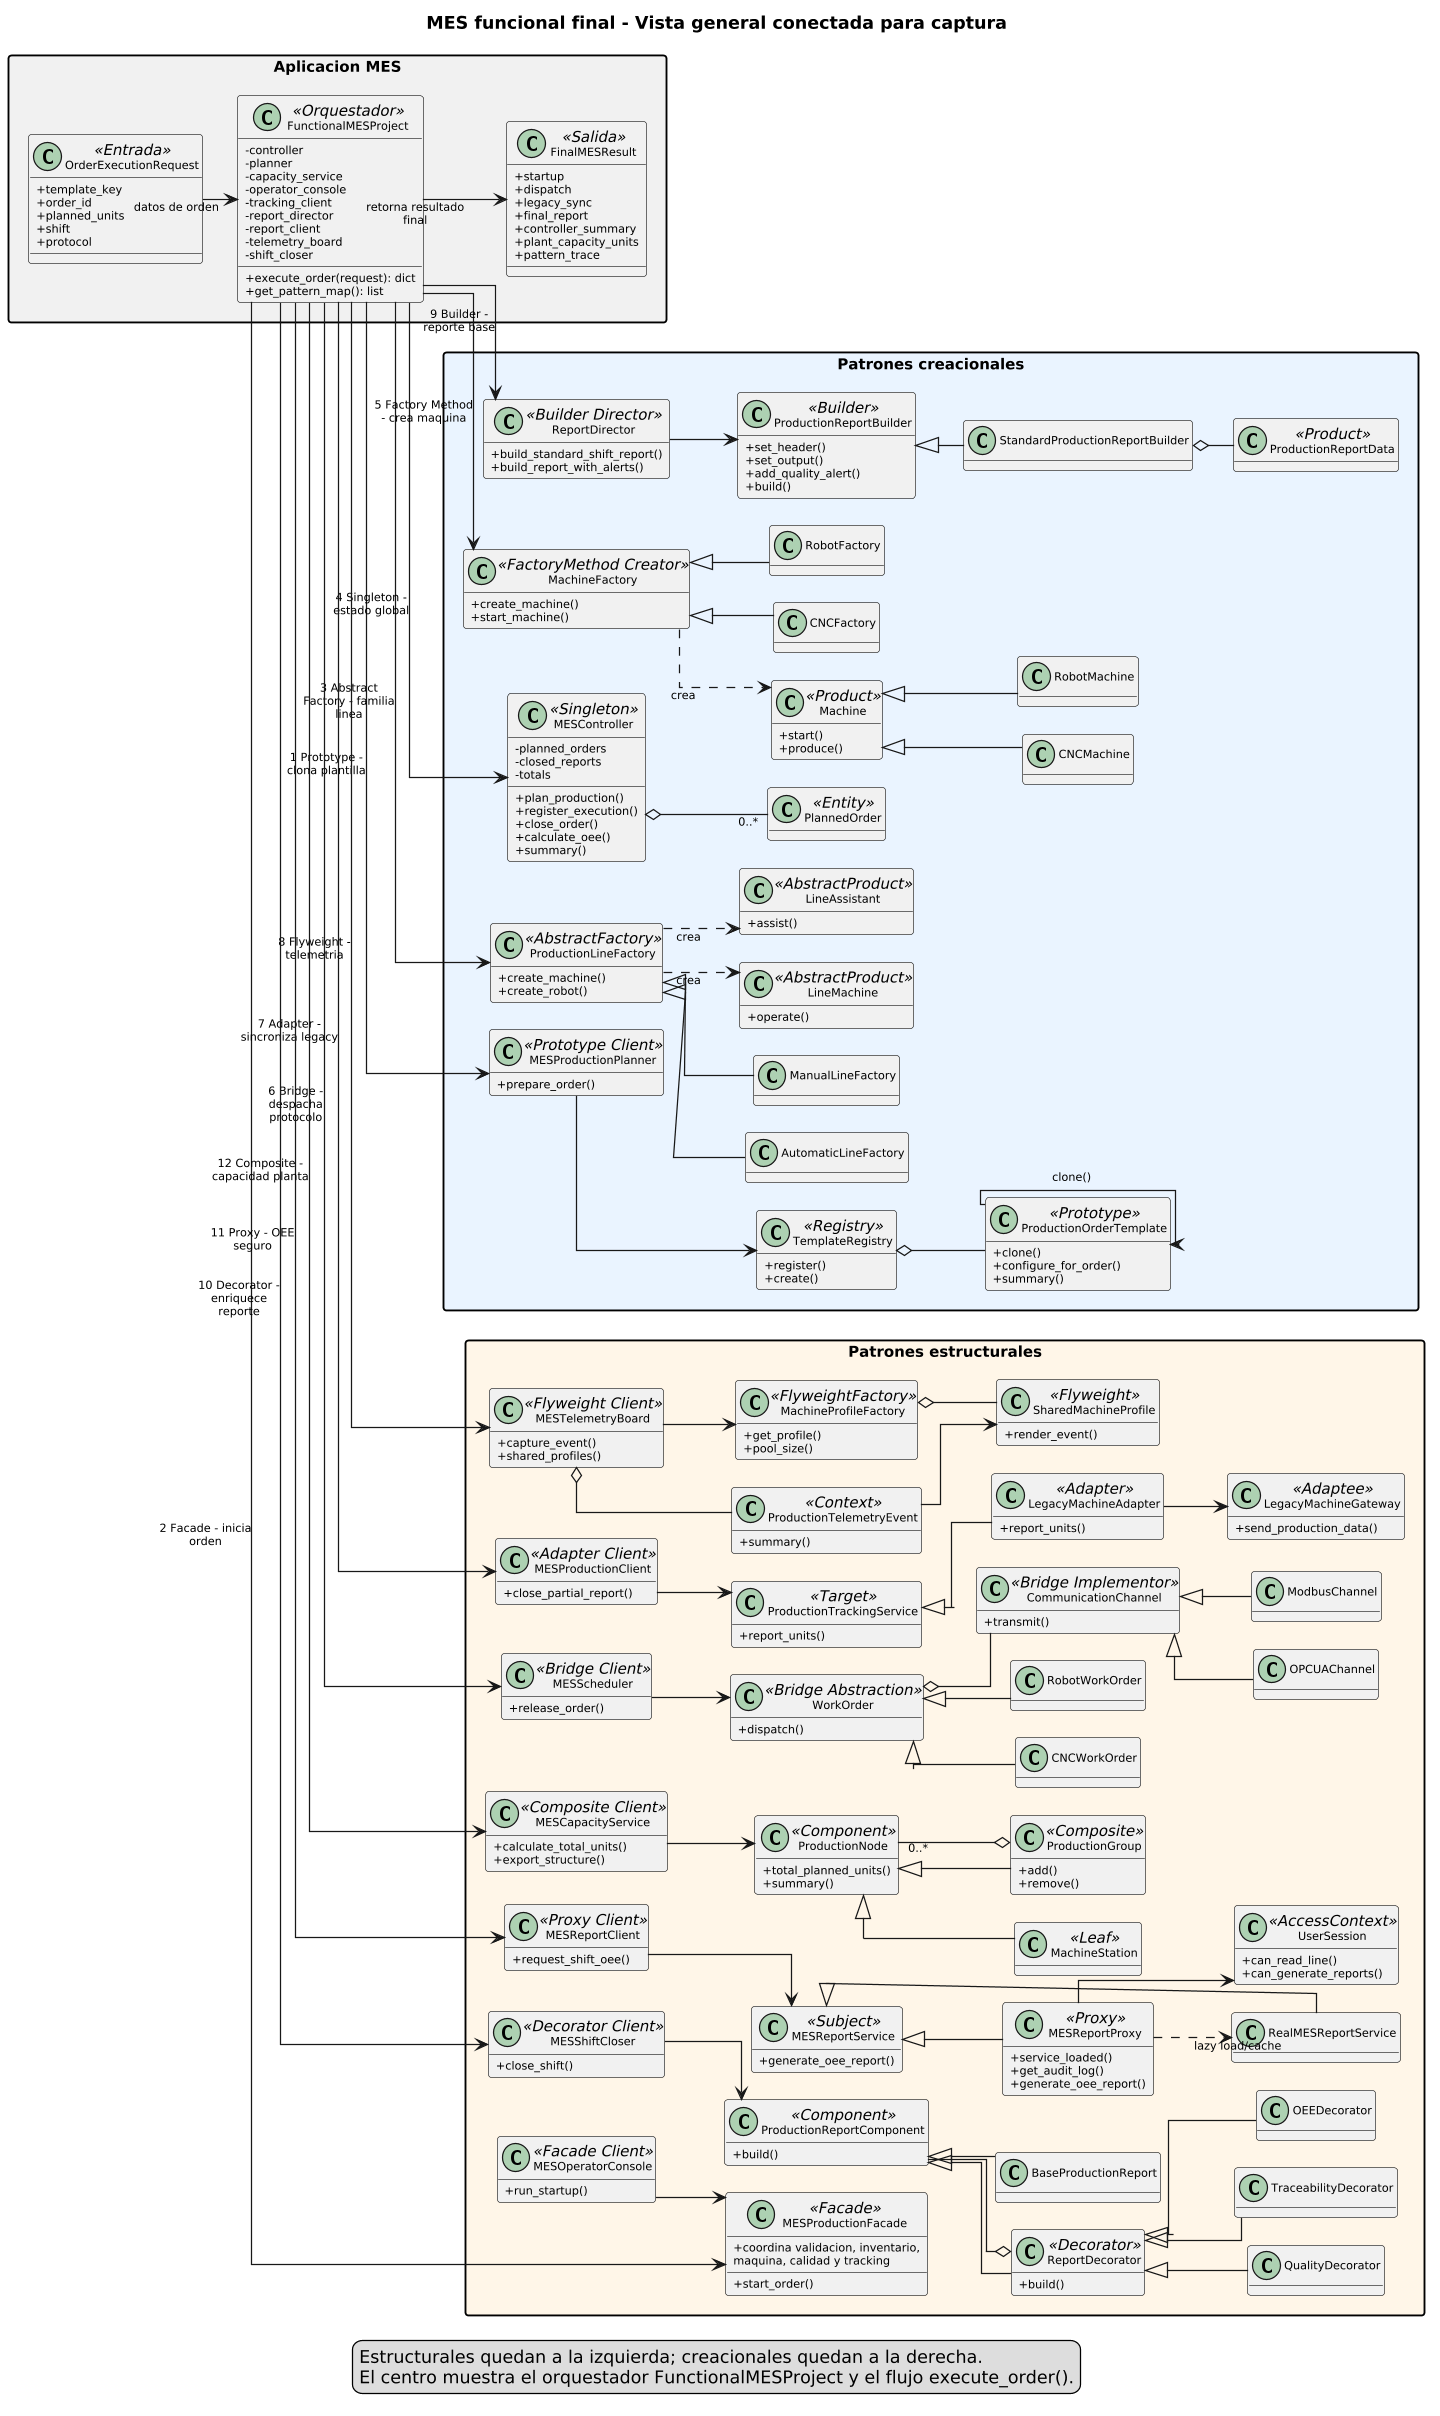 MES funcional final - Vista general conectada para captura
Aplicacion MES
C
«Entrada»
OrderExecutionRequest
+template_key
+order_id
+planned_units
+shift
+protocol
datos de orden
C
«Orquestador»
FunctionalMESProject
-controller
-planner
-capacity_service
-operator_console
-tracking_client
-report_director
-report_client
-telemetry_board
-shift_closer
+execute_order(request): dict
+get_pattern_map(): list
retorna resultado
final
C
«Salida»
FinalMESResult
+startup
+dispatch
+legacy_sync
+final_report
+controller_summary
+plant_capacity_units
+pattern_trace
9 Builder -
reporte base
5 Factory Method
- crea maquina
4 Singleton -
estado global
3 Abstract
Factory - familia
linea
1 Prototype -
clona plantilla
8 Flyweight -
telemetria
7 Adapter -
sincroniza legacy
6 Bridge -
despacha
protocolo
12 Composite -
capacidad planta
11 Proxy - OEE
seguro
10 Decorator -
enriquece
reporte
2 Facade - inicia
orden
Patrones creacionales
C
«Builder Director»
ReportDirector
+build_standard_shift_report()
+build_report_with_alerts()
C
«Builder»
ProductionReportBuilder
+set_header()
+set_output()
+add_quality_alert()
+build()
C
StandardProductionReportBuilder
C
«Product»
ProductionReportData
C
«FactoryMethod Creator»
MachineFactory
+create_machine()
+start_machine()
C
RobotFactory
C
CNCFactory
crea
C
«Product»
Machine
+start()
+produce()
C
RobotMachine
C
CNCMachine
C
«Singleton»
MESController
-planned_orders
-closed_reports
-totals
+plan_production()
+register_execution()
+close_order()
+calculate_oee()
+summary()
0..*
C
«Entity»
PlannedOrder
C
«AbstractFactory»
ProductionLineFactory
+create_machine()
+create_robot()
crea
crea
C
«AbstractProduct»
LineAssistant
+assist()
C
«AbstractProduct»
LineMachine
+operate()
C
«Prototype Client»
MESProductionPlanner
+prepare_order()
C
ManualLineFactory
C
AutomaticLineFactory
C
«Registry»
TemplateRegistry
+register()
+create()
clone()
C
«Prototype»
ProductionOrderTemplate
+clone()
+configure_for_order()
+summary()
Patrones estructurales
C
«Flyweight Client»
MESTelemetryBoard
+capture_event()
+shared_profiles()
C
«FlyweightFactory»
MachineProfileFactory
+get_profile()
+pool_size()
C
«Flyweight»
SharedMachineProfile
+render_event()
C
«Context»
ProductionTelemetryEvent
+summary()
C
«Adapter»
LegacyMachineAdapter
+report_units()
C
«Adaptee»
LegacyMachineGateway
+send_production_data()
C
«Adapter Client»
MESProductionClient
+close_partial_report()
C
«Target»
ProductionTrackingService
+report_units()
C
«Bridge Implementor»
CommunicationChannel
+transmit()
C
ModbusChannel
C
OPCUAChannel
C
«Bridge Client»
MESScheduler
+release_order()
C
«Bridge Abstraction»
WorkOrder
+dispatch()
C
RobotWorkOrder
C
CNCWorkOrder
C
«Composite Client»
MESCapacityService
+calculate_total_units()
+export_structure()
C
«Component»
ProductionNode
+total_planned_units()
+summary()
0..*
C
«Composite»
ProductionGroup
+add()
+remove()
C
«Leaf»
MachineStation
C
«Proxy Client»
MESReportClient
+request_shift_oee()
C
«AccessContext»
UserSession
+can_read_line()
+can_generate_reports()
C
«Subject»
MESReportService
+generate_oee_report()
C
«Proxy»
MESReportProxy
+service_loaded()
+get_audit_log()
+generate_oee_report()
lazy load/cache
C
RealMESReportService
C
«Decorator Client»
MESShiftCloser
+close_shift()
C
«Component»
ProductionReportComponent
+build()
C
BaseProductionReport
C
OEEDecorator
C
TraceabilityDecorator
C
«Facade Client»
MESOperatorConsole
+run_startup()
C
«Facade»
MESProductionFacade
+coordina validacion, inventario,
maquina, calidad y tracking
+start_order()
C
«Decorator»
ReportDecorator
+build()
C
QualityDecorator
Estructurales quedan a la izquierda; creacionales quedan a la derecha.
El centro muestra el orquestador FunctionalMESProject y el flujo execute_order().